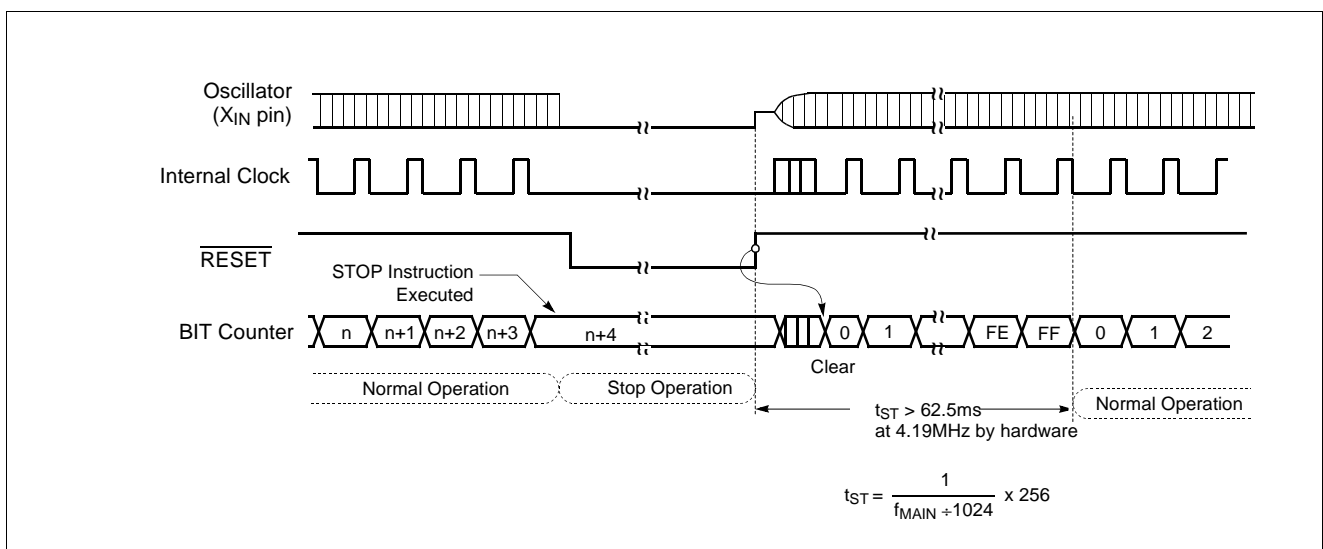 Oscillator
(XIN pin)
Internal Clock
RESET
STOP Instruction
Executed
BIT Counter
n n+1 n+2 n+3 n+4 0 1 FE FF 0 1 2
Clear
Normal Operation Stop Operation Normal Operation
tST > 62.5ms
at 4.19MHz by hardware
tST = 1 / fMAIN ÷1024 x 256